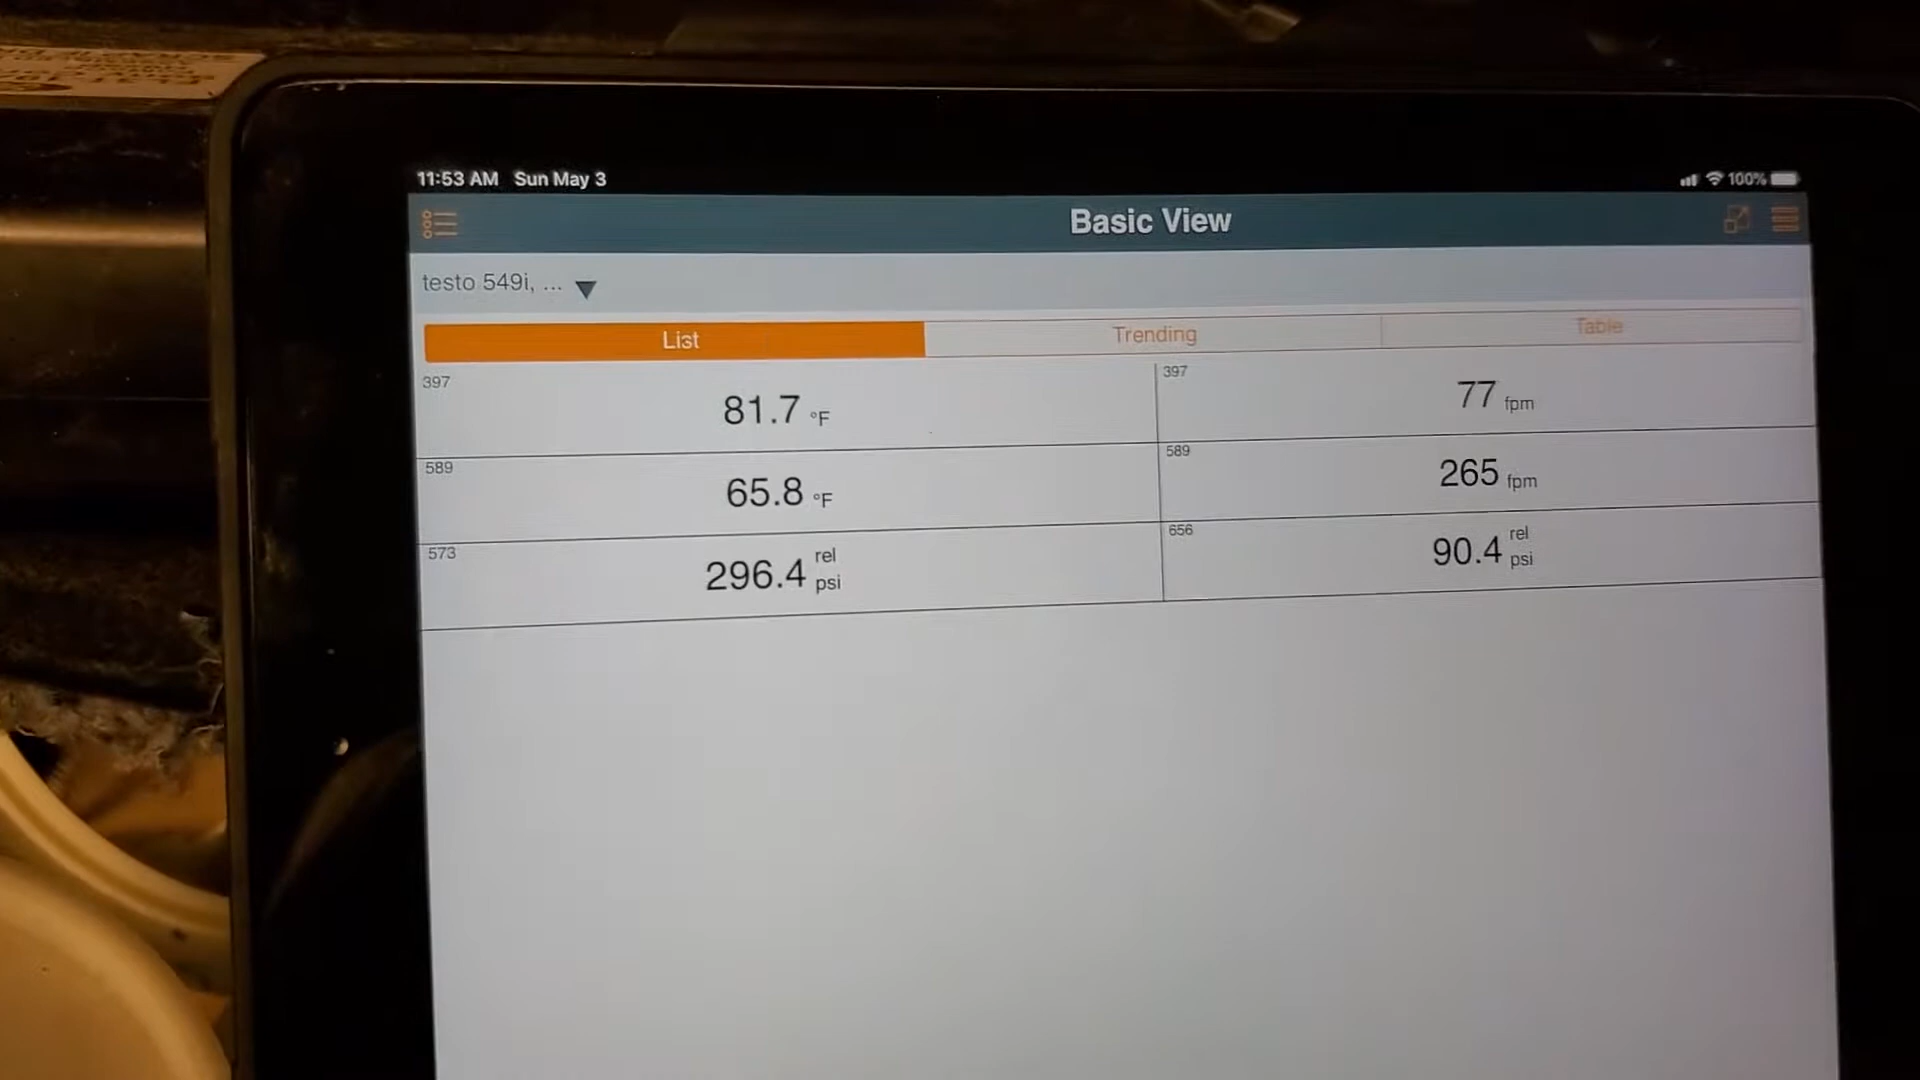 11:53 AM Sun May 3
100%
Basic View
testo 549i, ...
List Trending Table
397 81.7 °F 397 77 fpm
589 65.8 °F 589 265 fpm
573 296.4 rel psi 656 90.4 rel psi